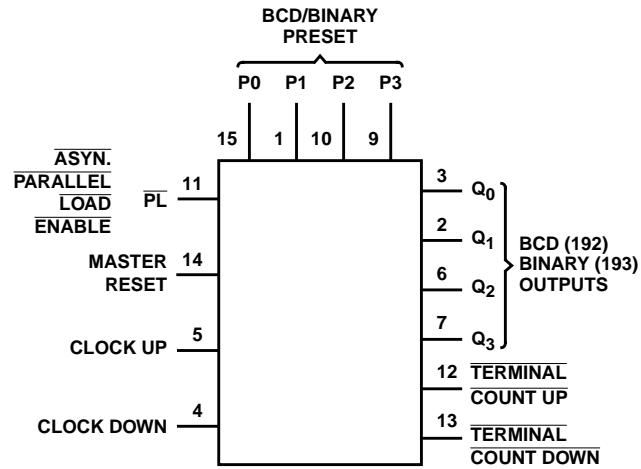 BCD/BINARY
PRESET
P0 P1 P2 P3
15 1 10 9
ASYN.
PARALLEL
LOAD
ENABLE
PL
11
MASTER
RESET
14
CLOCK UP
5
CLOCK DOWN
4
3
Q0
2
Q1
6
Q2
7
Q3
BCD (192)
BINARY (193)
OUTPUTS
12
TERMINAL
COUNT UP
13
TERMINAL
COUNT DOWN